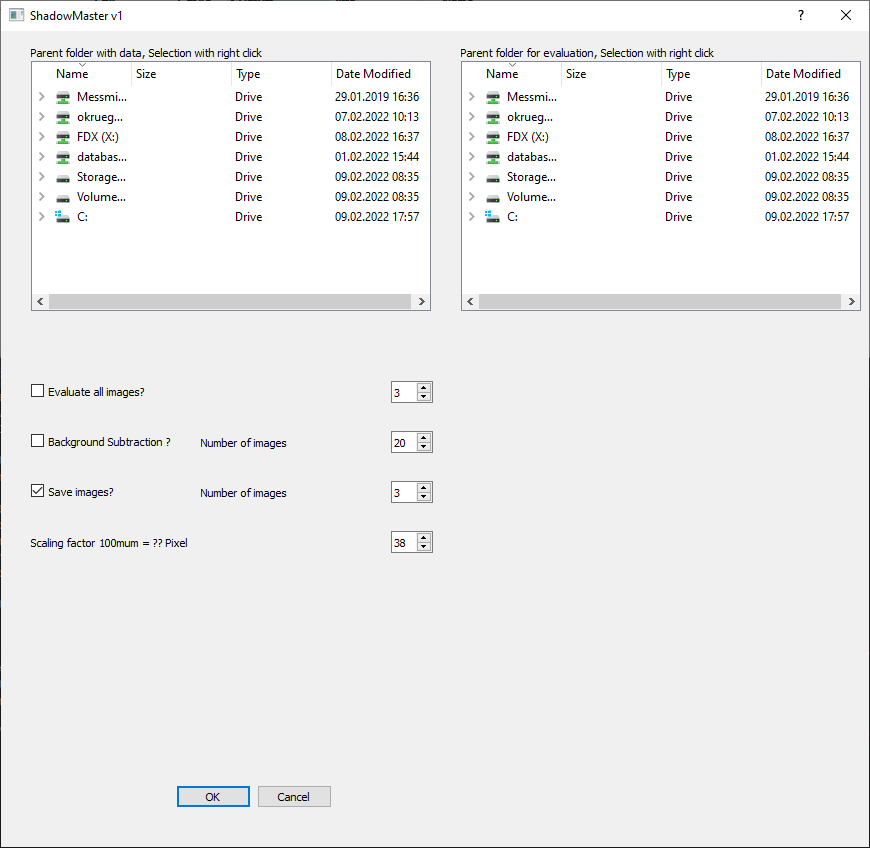 ShadowMaster v1
Parent folder with data, Selection with right click
Name Size Type Date Modified
Messmi... Drive 29.01.2019 16:36
okrueg... Drive 07.02.2022 10:13
FDX (X:) Drive 08.02.2022 16:37
databas... Drive 01.02.2022 15:44
Storage... Drive 09.02.2022 08:35
Volume... Drive 09.02.2022 08:35
C: Drive 09.02.2022 17:57
Parent folder for evaluation, Selection with right click
Name Size Type Date Modified
Messmi... Drive 29.01.2019 16:36
okrueg... Drive 07.02.2022 10:13
FDX (X:) Drive 08.02.2022 16:37
databas... Drive 01.02.2022 15:44
Storage... Drive 09.02.2022 08:35
Volume... Drive 09.02.2022 08:35
C: Drive 09.02.2022 17:57
Evaluate all images? 3
Background Subtraction ? Number of images 20
Save images? Number of images 3
Scaling factor 100mum = ?? Pixel 38
OK Cancel